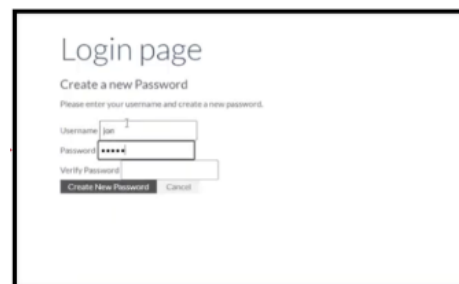 Login page
Create a new Password
Please enter your username and create a new password.
Username jan
Password •••••
Verify Password
Create New Password Cancel